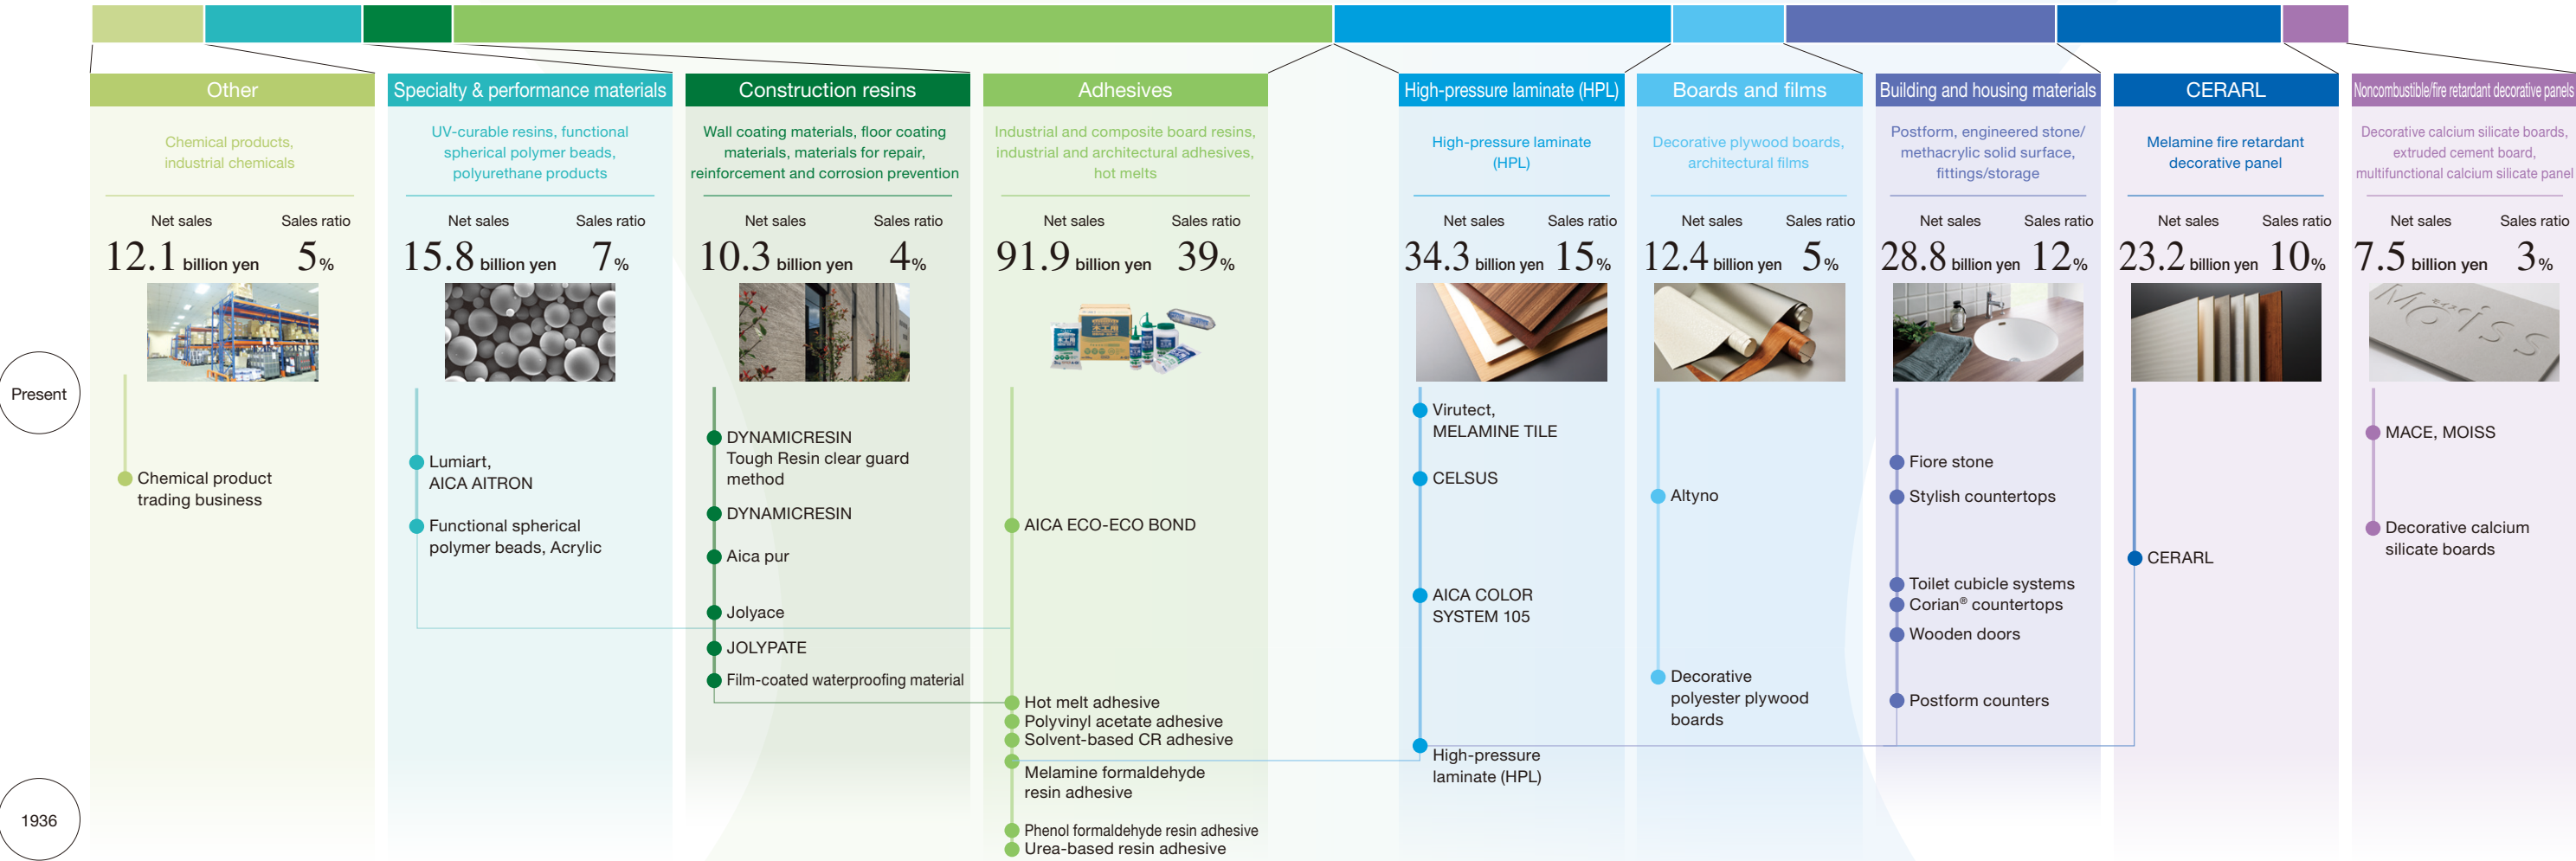 Other
Chemical products,
industrial chemicals
Net sales Sales ratio
12.1 billion yen 5%
Chemical product
trading business
Specialty & performance materials
UV-curable resins, functional
spherical polymer beads,
polyurethane products
Net sales Sales ratio
15.8 billion yen 7%
Lumiart,
AICA AITRON
Functional spherical
polymer beads, Acrylic
Construction resins
Wall coating materials, floor coating
materials, materials for repair,
reinforcement and corrosion prevention
Net sales Sales ratio
10.3 billion yen 4%
DYNAMICRESIN
Tough Resin clear guard
method
DYNAMICRESIN
Aica pur
Jolyace
JOLYPATE
Film-coated waterproofing material
Adhesives
Industrial and composite board resins,
industrial and architectural adhesives,
hot melts
Net sales Sales ratio
91.9 billion yen 39%
木工用
AICA ECO-ECO BOND
Hot melt adhesive
Polyvinyl acetate adhesive
Solvent-based CR adhesive
Melamine formaldehyde
resin adhesive
Phenol formaldehyde resin adhesive
Urea-based resin adhesive
High-pressure laminate (HPL)
High-pressure laminate
(HPL)
Net sales Sales ratio
34.3 billion yen 15%
Virutect,
MELAMINE TILE
CELSUS
AICA COLOR
SYSTEM 105
High-pressure
laminate (HPL)
Boards and films
Decorative plywood boards,
architectural films
Net sales Sales ratio
12.4 billion yen 5%
Altyno
Decorative
polyester plywood
boards
Building and housing materials
Postform, engineered stone/
methacrylic solid surface,
fittings/storage
Net sales Sales ratio
28.8 billion yen 12%
Fiore stone
Stylish countertops
Toilet cubicle systems
Corian® countertops
Wooden doors
Postform counters
CERARL
Melamine fire retardant
decorative panel
Net sales Sales ratio
23.2 billion yen 10%
CERARL
Noncombustible/fire retardant decorative panels
Decorative calcium silicate boards,
extruded cement board,
multifunctional calcium silicate panel
Net sales Sales ratio
7.5 billion yen 3%
Moiss
MACE, MOISS
Decorative calcium
silicate boards
Present
1936